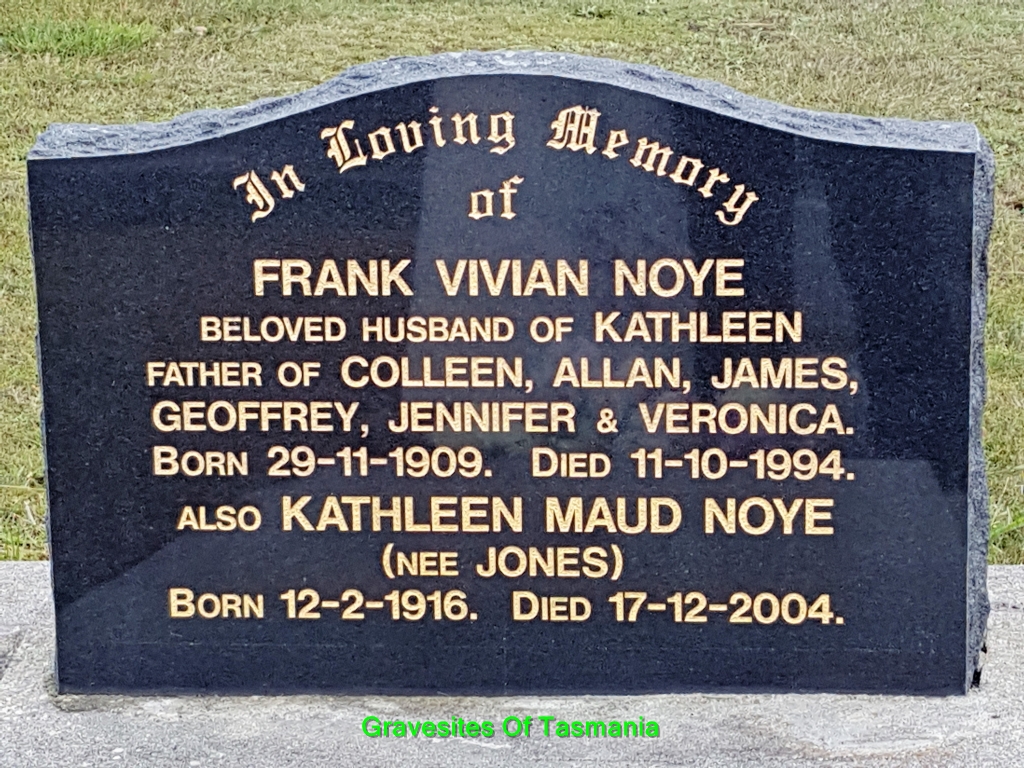 In Loving Memory
of
FRANK VIVIAN NOYE
BELOVED HUSBAND OF KATHLEEN
FATHER OF COLLEEN, ALLAN, JAMES,
GEOFFREY, JENNIFER & VERONICA.
BORN 29-11-1909. DIED 11-10-1994.
ALSO KATHLEEN MAUD NOYE
(NEE JONES)
BORN 12-2-1916. DIED 17-12-2004.
Gravesites Of Tasmania